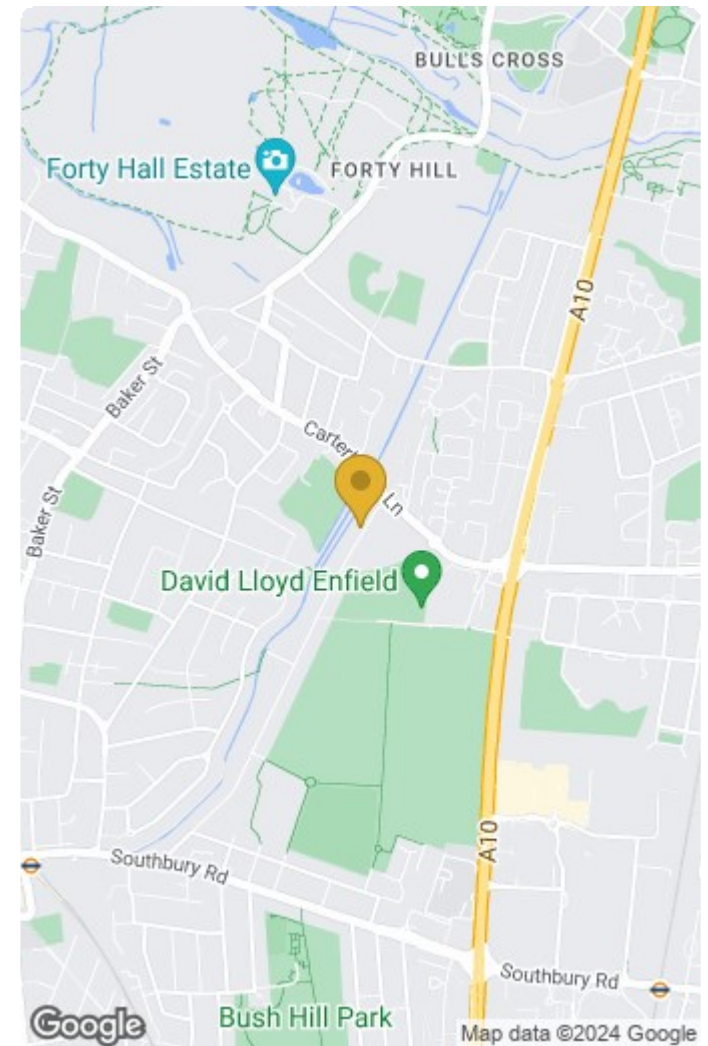 BULLS CROSS
Forty Hall Estate
FORTY HILL
A10
Baker St
Ln
Baker St
David Lloyd Enfield
Southbury Rd
A10
Southbury Rd
Bush Hill Park
Google
Map data ©2024 Google